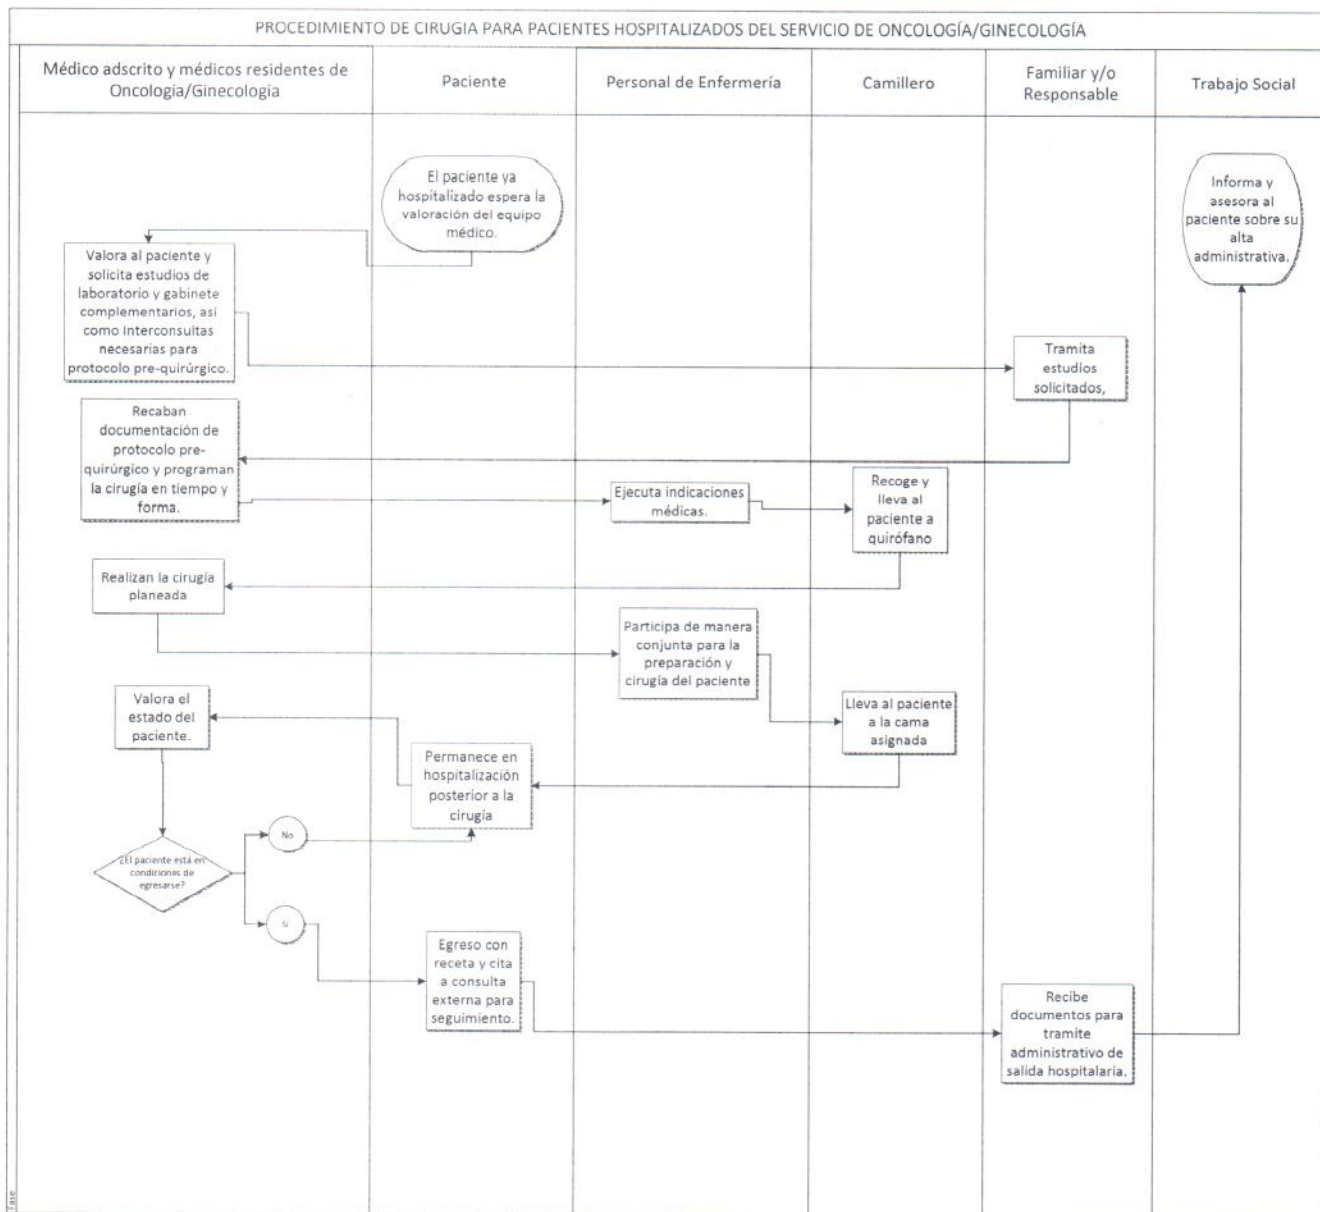 PROCEDIMIENTO DE CIRUGIA PARA PACIENTES HOSPITALIZADOS DEL SERVICIO DE ONCOLOGÍA/GINECOLOGÍA
Médico adscrito y médicos residentes de
Oncología/Ginecología
Paciente
Personal de Enfermería
Camillero
Familiar y/o
Responsable
Trabajo Social
El paciente ya
hospitalizado espera la
valoración del equipo
médico.
Informa y
asesora al
paciente sobre su
alta
administrativa.
Valora al paciente y
solicita estudios de
laboratorio y gabinete
complementarios, asi
como interconsultas
necesarias para
protocolo pre-quirúrgico.
Tramita
estudios
solicitados,
Recaban
documentación de
protocolo pre-
quirúrgico y programan
la cirugía en tiempo y
forma.
Ejecuta indicaciones
médicas.
Recoge y
lleva al
paciente a
quirófano
Realizan la cirugía
planeada
Participa de manera
conjunta para la
preparación y
cirugía del paciente
Valora el
estado del
paciente.
Lleva al paciente
a la cama
asignada
Permanece en
hospitalización
posterior a la
cirugía
¿El paciente está en
condiciones de
egresarse?
No
Si
Egreso con
receta y cita
a consulta
externa para
seguimiento.
Recibe
documentos para
tramite
administrativo de
salida hospitalaria.
Fase